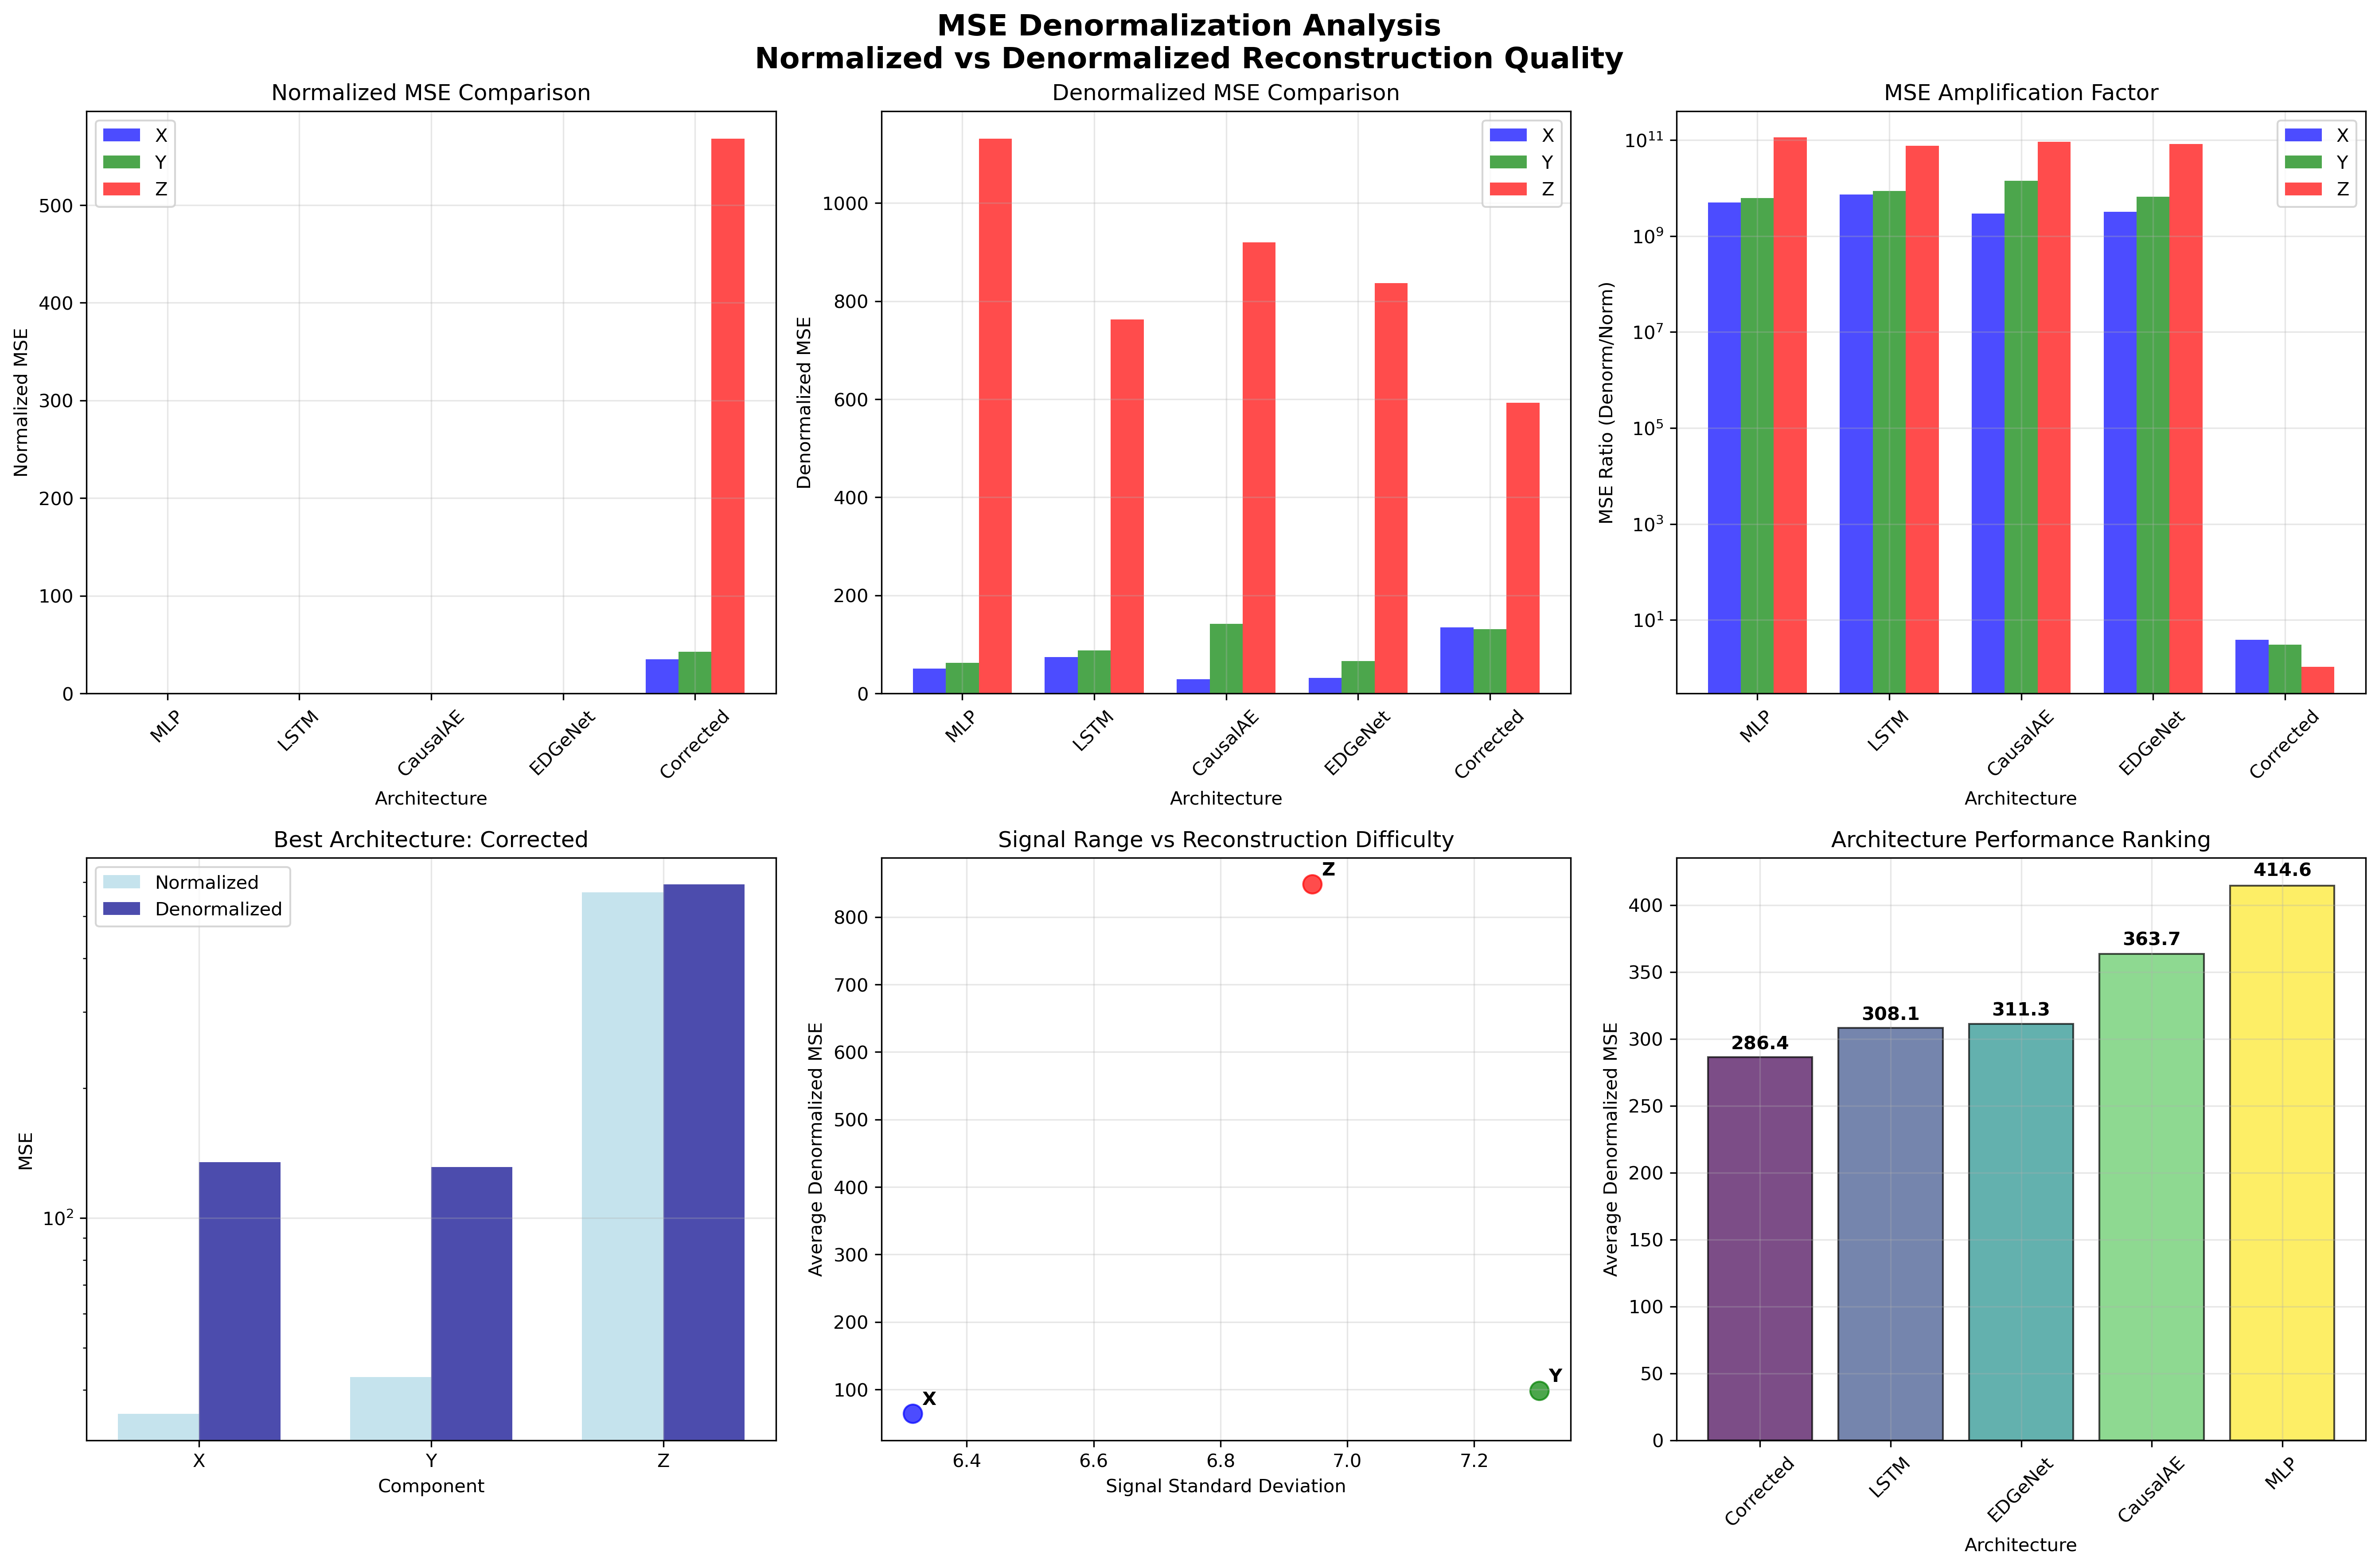 MSE Denormalization Analysis
Normalized vs Denormalized Reconstruction Quality
Normalized MSE Comparison
X
Y
Z
Normalized MSE
500
400
300
200
100
0
MLP
LSTM
CausalAE
EDGeNet
Corrected
Architecture
Denormalized MSE Comparison
X
Y
Z
Denormalized MSE
1000
800
600
400
200
0
MLP
LSTM
CausalAE
EDGeNet
Corrected
Architecture
MSE Amplification Factor
X
Y
Z
MSE Ratio (Denorm/Norm)
10¹¹
10⁹
10⁷
10⁵
10³
10¹
MLP
LSTM
CausalAE
EDGeNet
Corrected
Architecture
Best Architecture: Corrected
Normalized
Denormalized
MSE
10²
X
Y
Z
Component
Signal Range vs Reconstruction Difficulty
Average Denormalized MSE
800
700
600
500
400
300
200
100
Z
X
Y
6.4
6.6
6.8
7.0
7.2
Signal Standard Deviation
Architecture Performance Ranking
Average Denormalized MSE
400
350
300
250
200
150
100
50
0
286.4
308.1
311.3
363.7
414.6
Corrected
LSTM
EDGeNet
CausalAE
MLP
Architecture